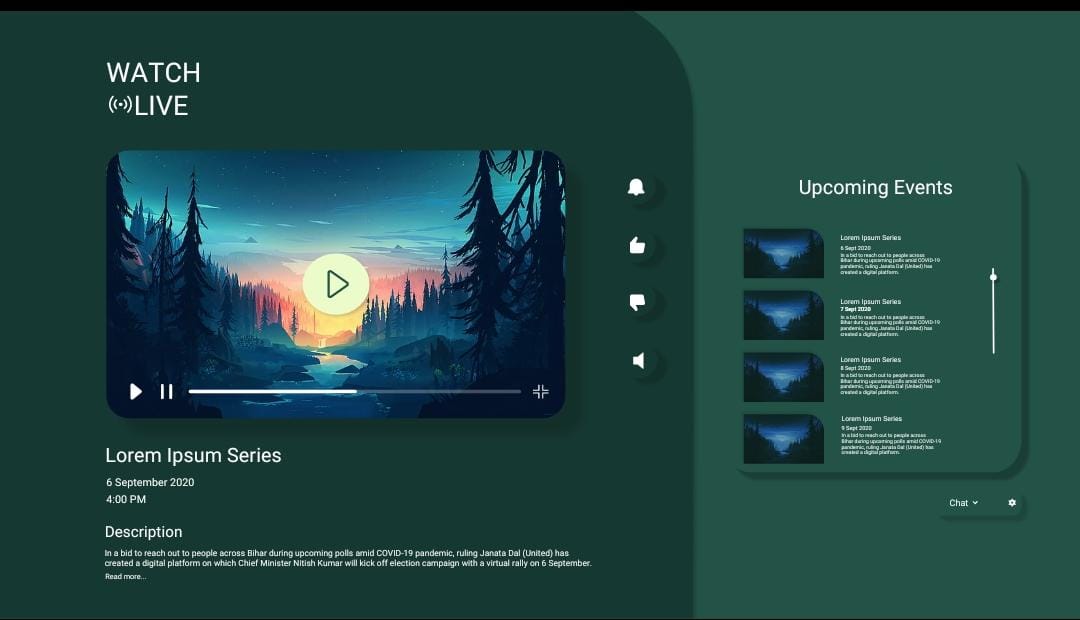 WATCH
LIVE
Lorem Ipsum Series
6 September 2020
4:00 PM
Description
In a bid to reach out to people across Bihar during upcoming polls amid COVID-19 pandemic, ruling Janata Dal (United) has
created a digital platform on which Chief Minister Nitish Kumar will kick off election campaign with a virtual rally on 6 September.
Read more...
Upcoming Events
Lorem Ipsum Series
6 Sept 2020
In a bid to reach out to people across
Bihar during upcoming polls amid COVID-19
pandemic, ruling Janata Dal (United) has
created a digital platform.
Lorem Ipsum Series
7 Sept 2020
In a bid to reach out to people across
Bihar during upcoming polls amid COVID-19
pandemic, ruling Janata Dal (United) has
created a digital platform.
Lorem Ipsum Series
8 Sept 2020
In a bid to reach out to people across
Bihar during upcoming polls amid COVID-19
pandemic, ruling Janata Dal (United) has
created a digital platform.
Lorem Ipsum Series
9 Sept 2020
In a bid to reach out to people across
Bihar during upcoming polls amid COVID-19
pandemic, ruling Janata Dal (United) has
created a digital platform.
Chat